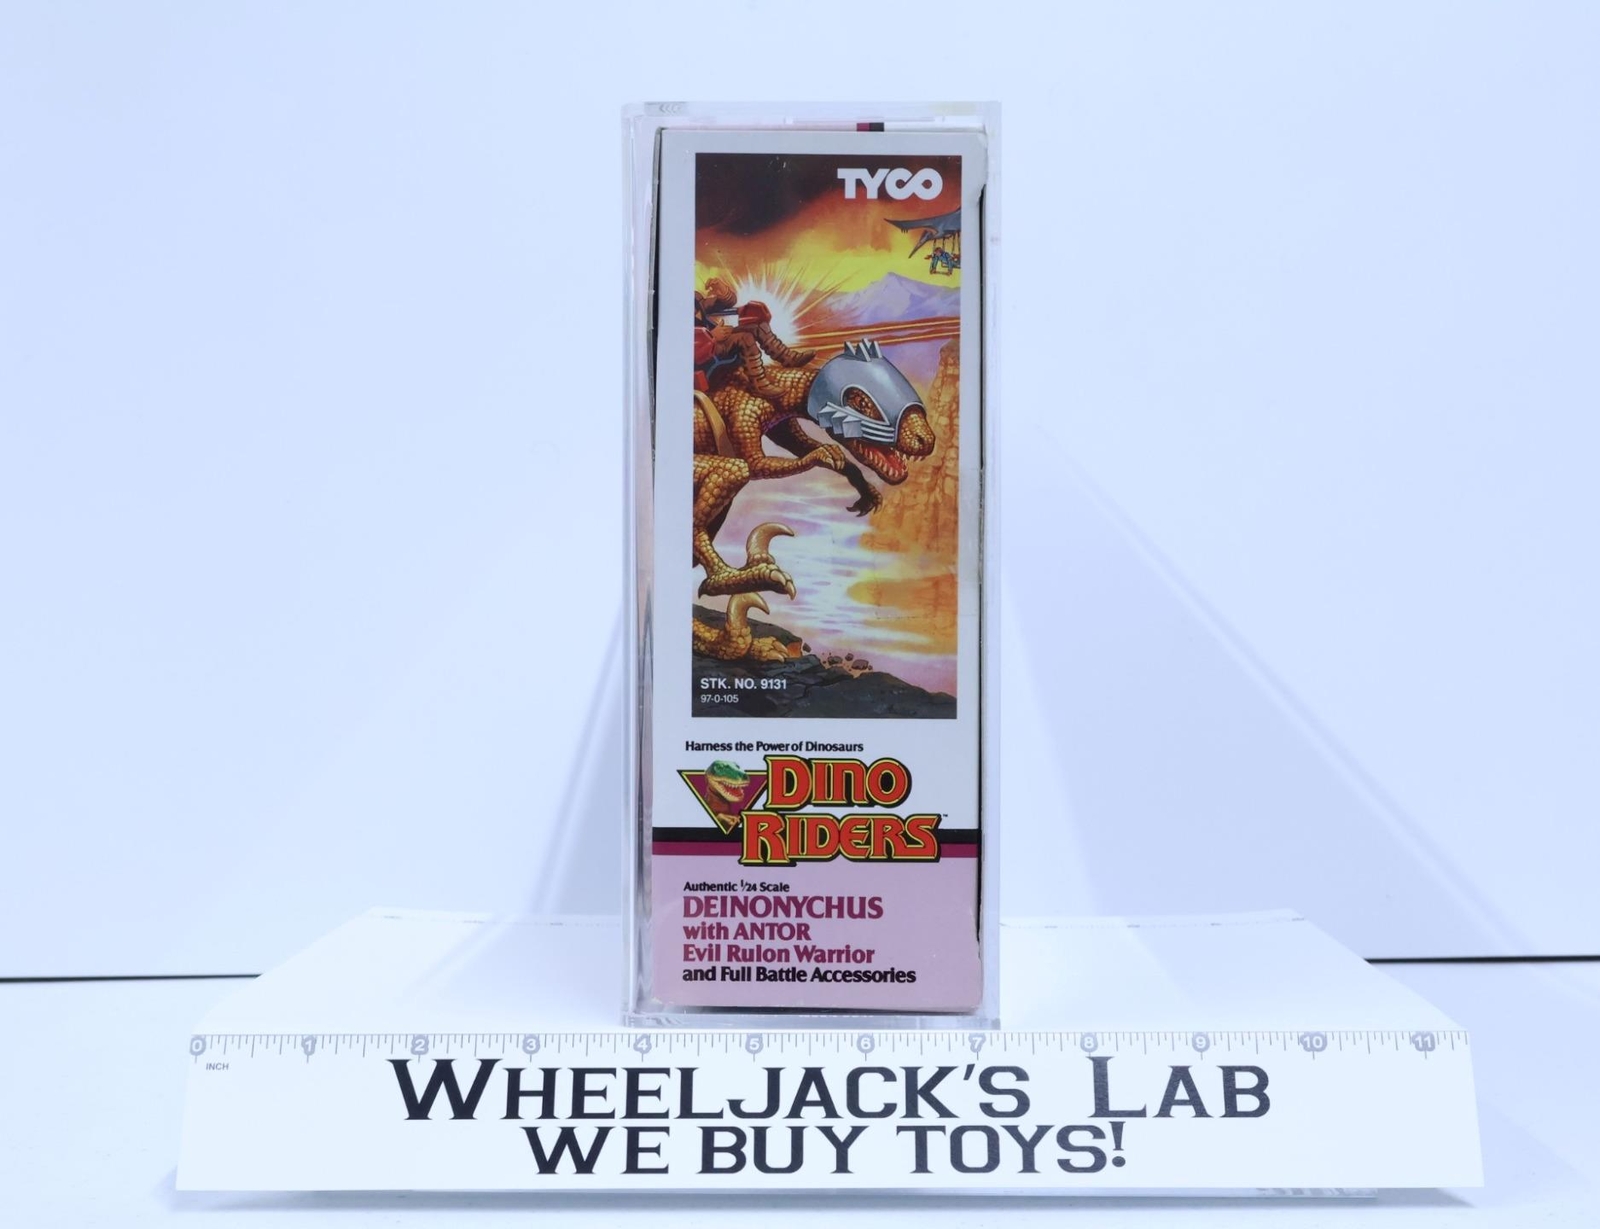 TYCO
STK. NO. 9131
97-0-105
Harness the Power of Dinosaurs
DINO
RIDERS™
Authentic 1/24 Scale
DEINONYCHUS
with ANTOR
Evil Rulon Warrior
and Full Battle Accessories
0 1 2 3 4 5 6 7 8 9 10 11
INCH
WHEELJACK'S LAB
WE BUY TOYS!